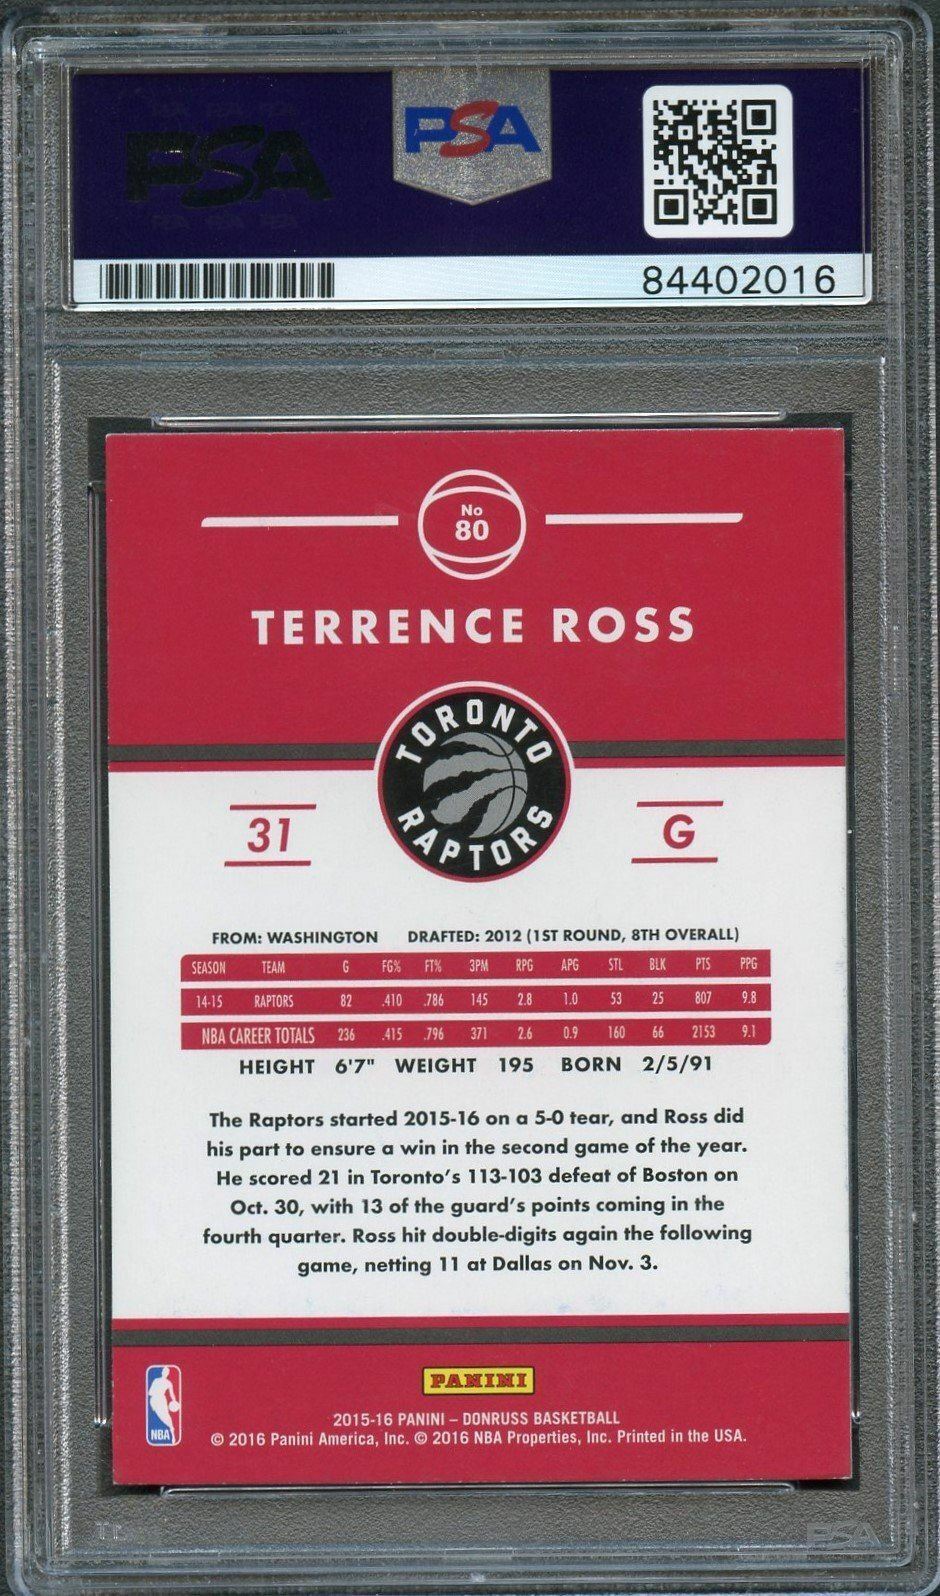 PSA
PSA
84402016
No
80
TERRENCE ROSS
TORONTO
RAPTORS
31
G
FROM: WASHINGTON DRAFTED: 2012 (1ST ROUND, 8TH OVERALL)
SEASON TEAM G FG% FT% 3PM RPG APG STL BLK PTS PPG
14-15 RAPTORS 82 .410 .786 145 2.8 1.0 53 25 807 9.8
NBA CAREER TOTALS 236 .415 .796 371 2.6 0.9 160 66 2153 9.1
HEIGHT 6'7" WEIGHT 195 BORN 2/5/91
The Raptors started 2015-16 on a 5-0 tear, and Ross did
his part to ensure a win in the second game of the year.
He scored 21 in Toronto's 113-103 defeat of Boston on
Oct. 30, with 13 of the guard's points coming in the
fourth quarter. Ross hit double-digits again the following
game, netting 11 at Dallas on Nov. 3.
NBA
PANINI
2015-16 PANINI – DONRUSS BASKETBALL
© 2016 Panini America, Inc. © 2016 NBA Properties, Inc. Printed in the USA.
PSA